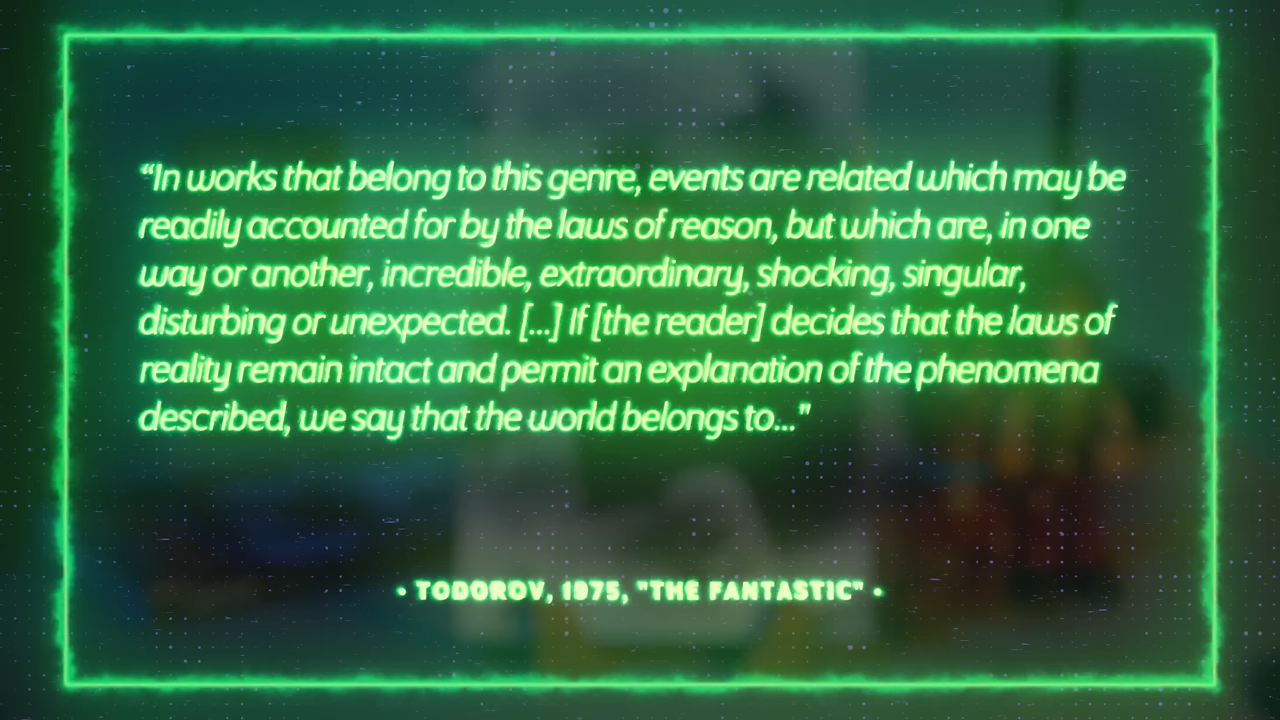 “In works that belong to this genre, events are related which may be
readily accounted for by the laws of reason, but which are, in one
way or another, incredible, extraordinary, shocking, singular,
disturbing or unexpected. [...] If [the reader] decides that the laws of
reality remain intact and permit an explanation of the phenomena
described, we say that the world belongs to..."
• TODOROV, 1975, "THE FANTASTIC" •